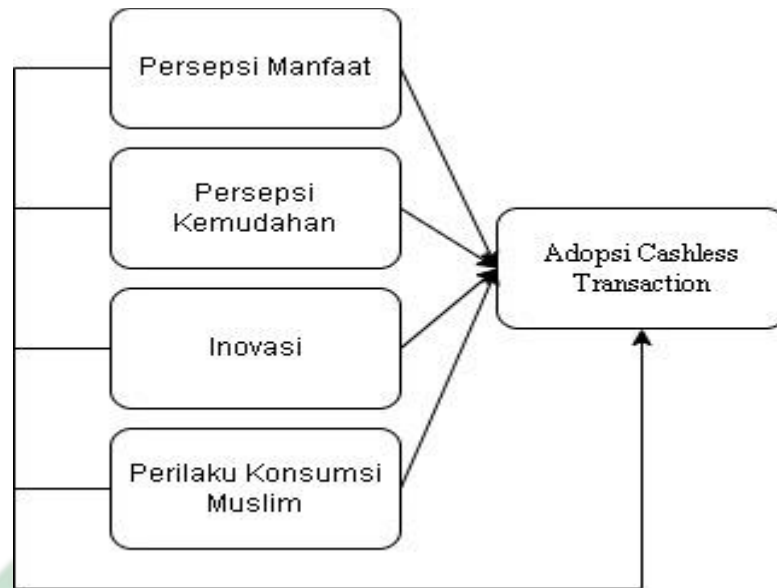 Persepsi Manfaat
Persepsi
Kemudahan
Inovasi
Perilaku Konsumsi
Muslim
Adopsi Cashless
Transaction